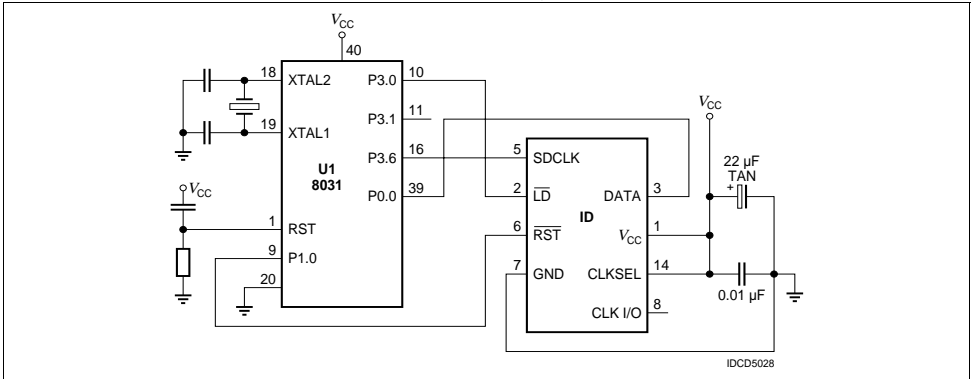 VCC
40
18 XTAL2 P3.0 10
P3.1 11
19 XTAL1
P3.6 16
U1
8031
P0.0 39
VCC
1 RST
9 P1.0
20
5 SDCLK
2 LD DATA 3
ID
6 RST VCC 1
7 GND CLKSEL 14
CLK I/O 8
VCC
22 µF
TAN
+
0.01 µF
IDCD5028